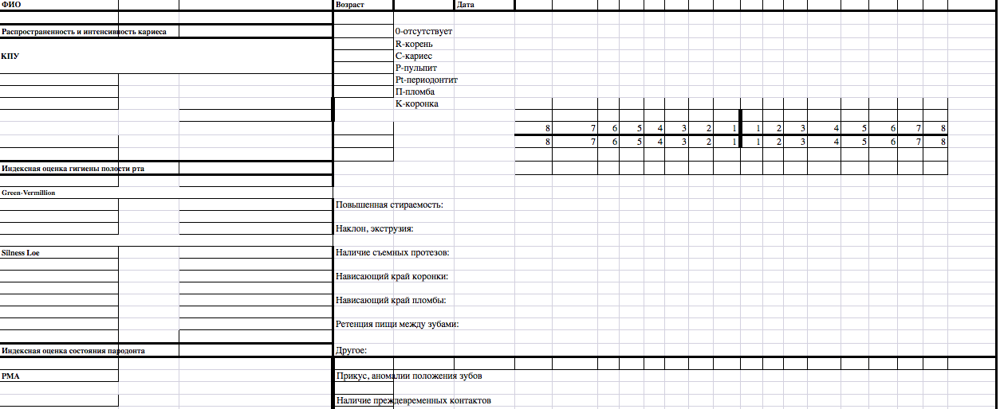 ФИО Возраст Дата
Распространенность и интенсивность кариеса 0-отсутствует
R-корень
КПУ С-кариес
Р-пульпит
Pt-периодонтит
П-пломба
К-коронка
8 7 6 5 4 3 2 1 1 2 3 4 5 6 7 8
8 7 6 5 4 3 2 1 1 2 3 4 5 6 7 8
Индексная оценка гигиены полости рта
Green-Vermillion
Повышенная стираемость:
Наклон, экструзия:
Silness Loe Наличие съемных протезов:
Нависающий край коронки:
Нависающий край пломбы:
Ретенция пищи между зубами:
Индексная оценка состояния пародонта Другое:
РМА Прикус, аномалии положения зубов
Наличие преждевременных контактов